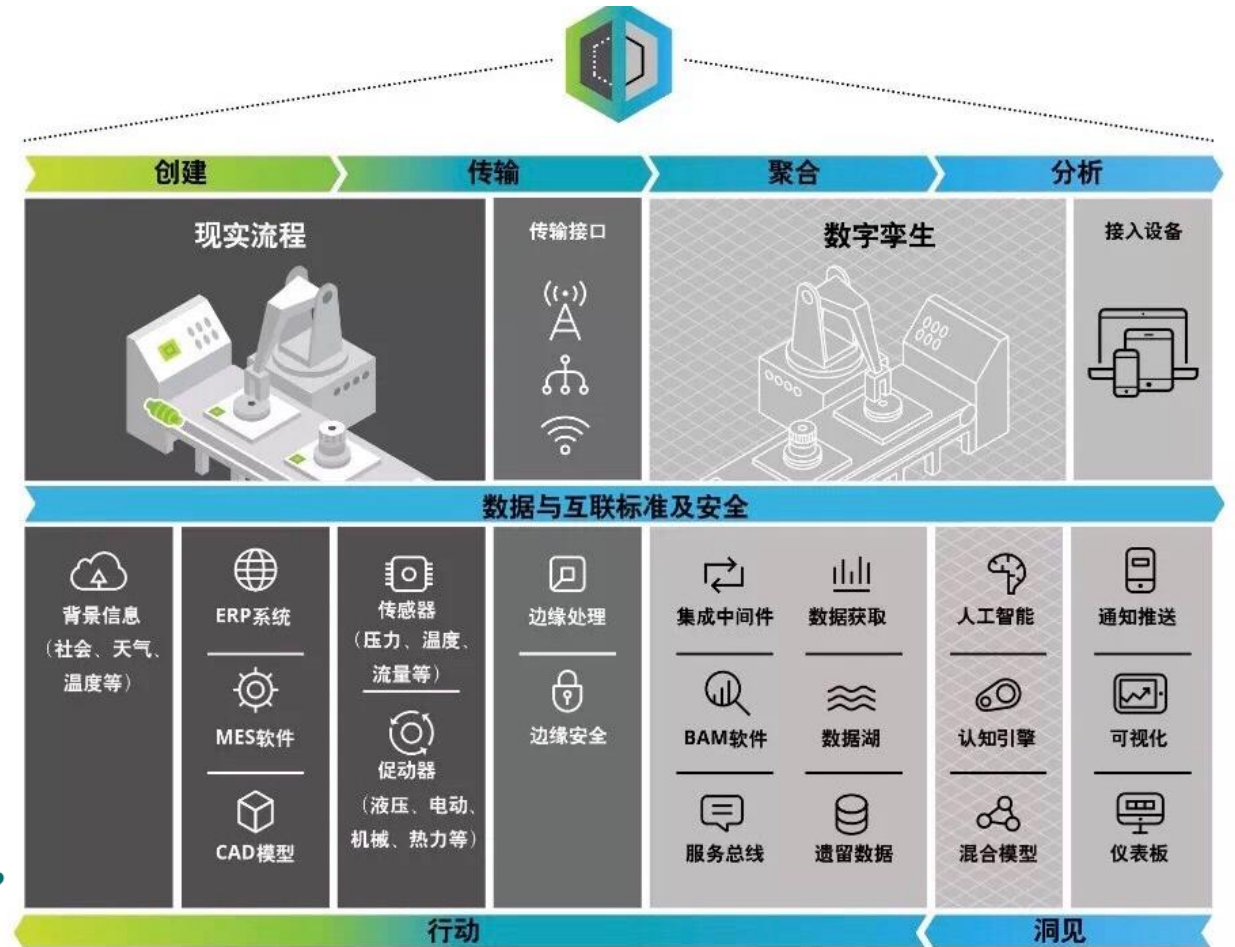 创建
传输
聚合
分析
现实流程
传输接口
数字孪生
接入设备
数据与互联标准及安全
背景信息
（社会、天气、
温度等）
ERP系统
MES软件
CAD模型
传感器
（压力、温度、
流量等）
促动器
（液压、电动、
机械、热力等）
边缘处理
边缘安全
集成中间件
数据获取
BAM软件
数据湖
服务总线
遗留数据
人工智能
认知引擎
混合模型
通知推送
可视化
仪表板
行动
洞见